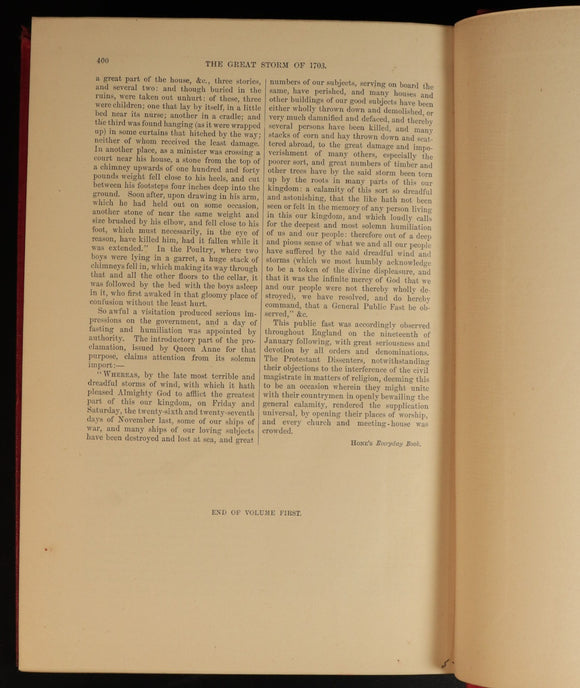 400
THE GREAT STORM OF 1703.
a great part of the house, &c., three stories,
and several two: and though buried in the
ruins, were taken out unhurt: of these, three
were children; one that lay by itself, in a little
bed near its nurse; another in a cradle; and
the third was found hanging (as it were wrapped
up) in some curtains that hitched by the way;
neither of whom received the least damage.
In another place, as a minister was crossing a
court near his house, a stone from the top of
a chimney upwards of one hundred and forty
pounds weight fell close to his heels, and cut
between his footsteps four inches deep into the
ground. Soon after, upon drawing in his arm,
which he had held out on some occasion,
another stone of near the same weight and
size brushed by his elbow, and fell close to his
foot, which must necessarily, in the eye of
reason, have killed him, had it fallen while it
was extended." In the Poultry, where two
boys were lying in a garret, a huge stack of
chimneys fell in, which making its way through
that and all the other floors to the cellar, it
was followed by the bed with the boys asleep
in it, who first awaked in that gloomy place of
confusion without the least hurt.
So awful a visitation produced serious im-
pressions on the government, and a day of
fasting and humiliation was appointed by
authority. The introductory part of the pro-
clamation, issued by Queen Anne for that
purpose, claims attention from its solemn
import:—
"WHEREAS, by the late most terrible and
dreadful storms of wind, with which it hath
pleased Almighty God to afflict the greatest
part of this our kingdom, on Friday and
Saturday, the twenty-sixth and twenty-seventh
days of November last, some of our ships of
war, and many ships of our loving subjects
have been destroyed and lost at sea, and great
numbers of our subjects, serving on board the
same, have perished, and many houses and
other buildings of our good subjects have been
either wholly thrown down and demolished, or
very much damnified and defaced, and thereby
several persons have been killed, and many
stacks of corn and hay thrown down and scat-
tered abroad, to the great damage and impo-
verishment of many others, especially the
poorer sort, and great numbers of timber and
other trees have by the said storm been torn
up by the roots in many parts of this our
kingdom: a calamity of this sort so dreadful
and astonishing, that the like hath not been
seen or felt in the memory of any person living
in this our kingdom, and which loudly calls
for the deepest and most solemn humiliation
of us and our people: therefore out of a deep
and pious sense of what we and all our people
have suffered by the said dreadful wind and
storms (which we most humbly acknowledge
to be a token of the divine displeasure, and
that it was the infinite mercy of God that we
and our people were not thereby wholly de-
stroyed), we have resolved, and do hereby
command, that a General Public Fast be ob-
served," &c.
This public fast was accordingly observed
throughout England on the nineteenth of
January following, with great seriousness and
devotion by all orders and denominations.
The Protestant Dissenters, notwithstanding
their objections to the interference of the civil
magistrate in matters of religion, deeming this
to be an occasion wherein they might unite
with their countrymen in openly bewailing the
general calamity, rendered the supplication
universal, by opening their places of worship,
and every church and meeting-house was
crowded.
HONE'S Everyday Book.
END OF VOLUME FIRST.